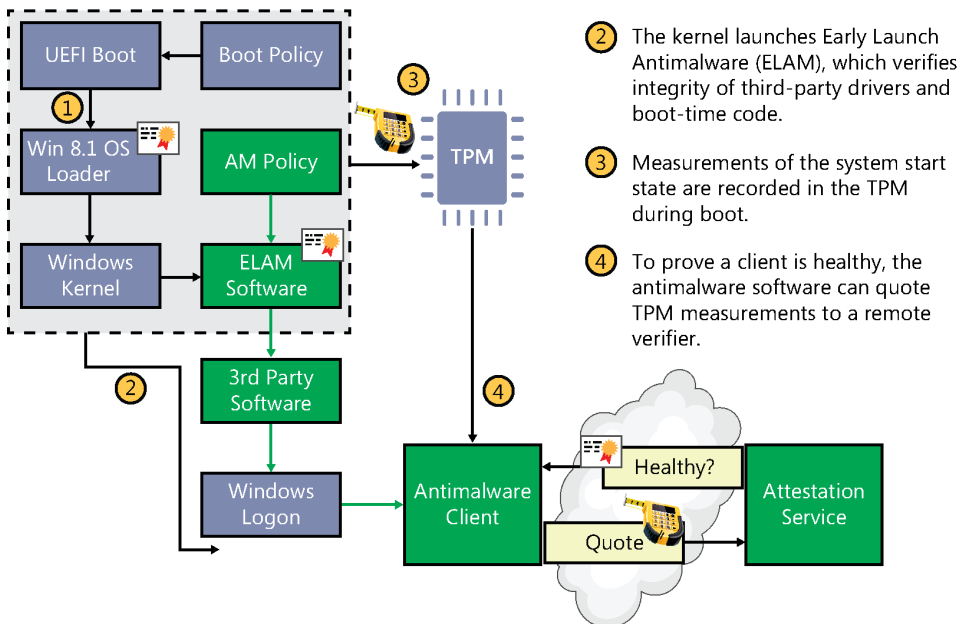 UEFI Boot
Boot Policy
1
Win 8.1 OS
Loader
AM Policy
3
TPM
Windows
Kernel
ELAM
Software
2
3rd Party
Software
4
Windows
Logon
Antimalware
Client
Healthy?
Quote
Attestation
Service
2
The kernel launches Early Launch
Antimalware (ELAM), which verifies
integrity of third-party drivers and
boot-time code.
3
Measurements of the system start
state are recorded in the TPM
during boot.
4
To prove a client is healthy, the
antimalware software can quote
TPM measurements to a remote
verifier.